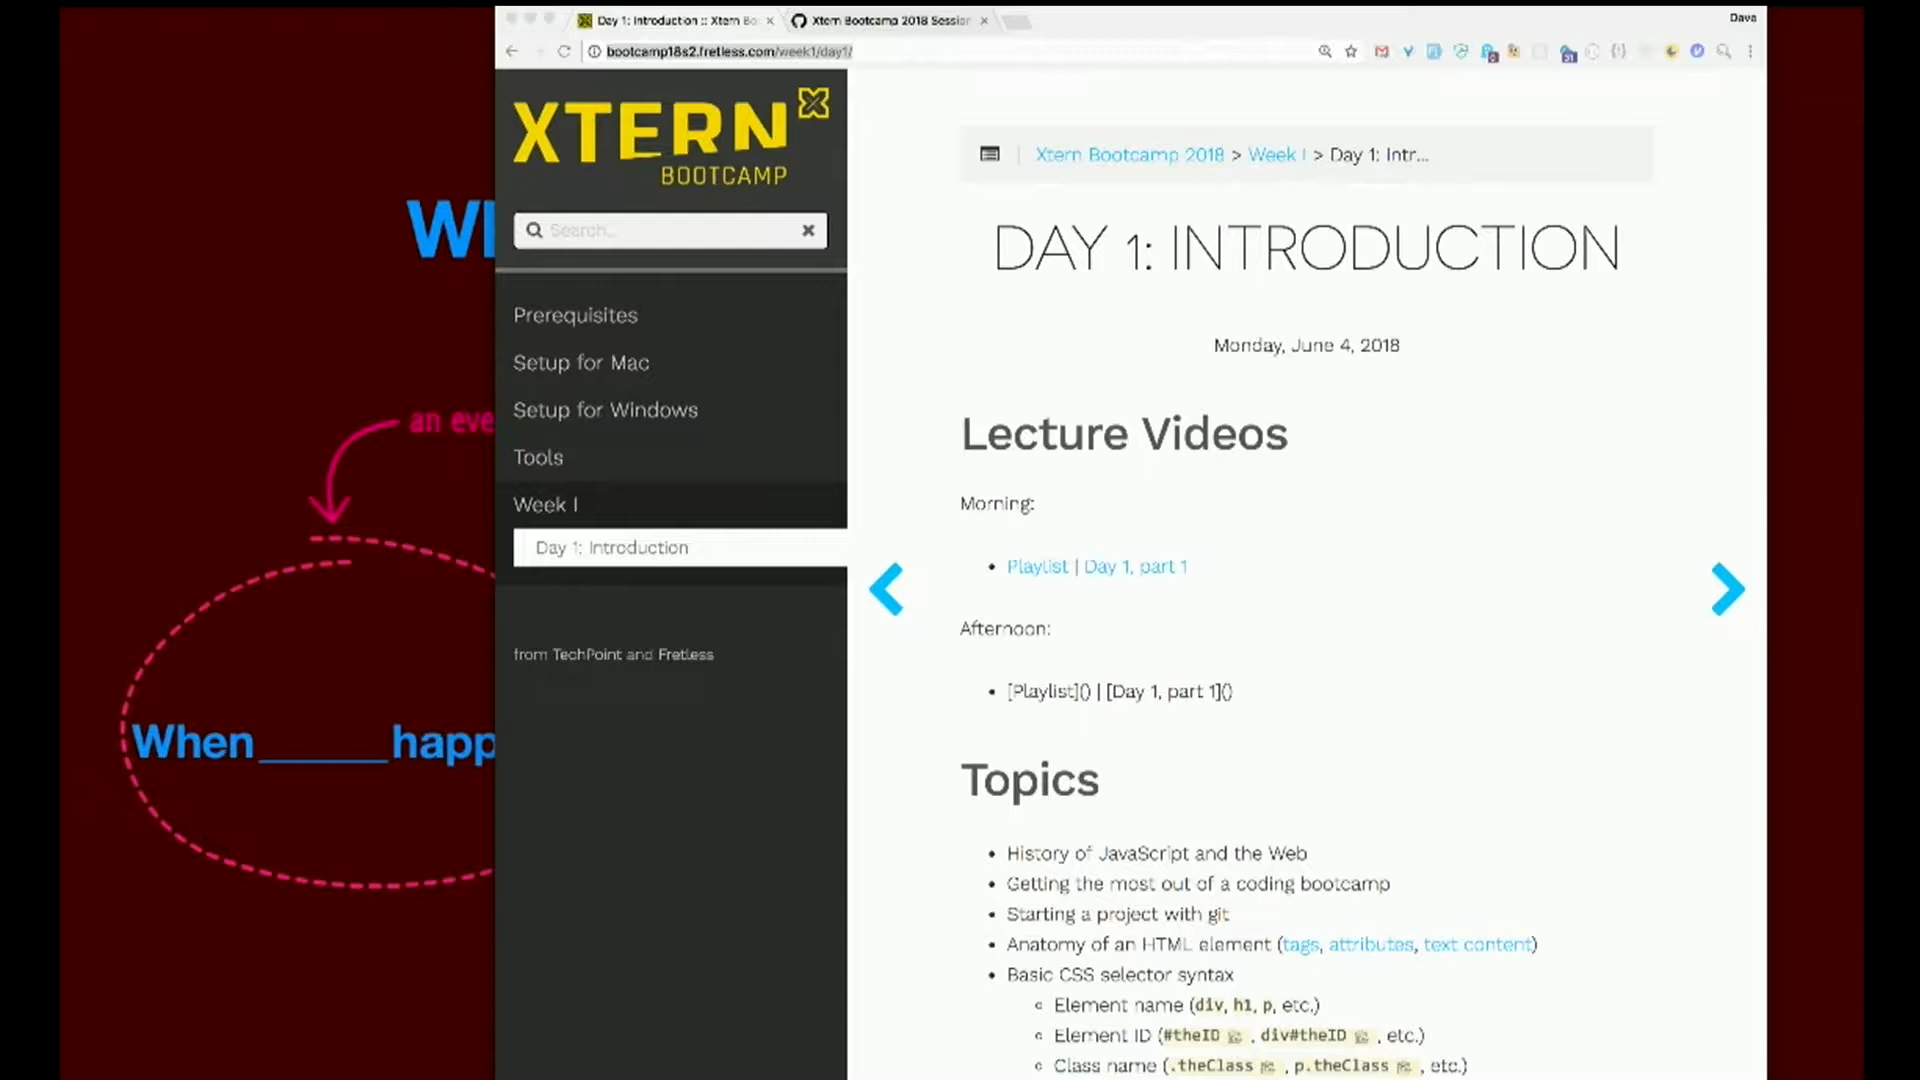 Day 1: Introduction :: Xtern Bo
Xtern Bootcamp 2018 Session
Dave
bootcamp18s2.fretless.com/week1/day1/
XTERN
BOOTCAMP
Search...
Prerequisites
Setup for Mac
Setup for Windows
Tools
Week I
Day 1: Introduction
from TechPoint and Fretless
Xtern Bootcamp 2018 > Week I > Day 1: Intr...
DAY 1: INTRODUCTION
Monday, June 4, 2018
Lecture Videos
Morning:
• Playlist | Day 1, part 1
Afternoon:
• [Playlist]() | [Day 1, part 1]()
Topics
• History of JavaScript and the Web
• Getting the most out of a coding bootcamp
• Starting a project with git
• Anatomy of an HTML element (tags, attributes, text content)
• Basic CSS selector syntax
◦ Element name (div, h1, p, etc.)
◦ Element ID (#theID , div#theID , etc.)
◦ Class name (.theClass , p.theClass , etc.)
an eve
When ______ happ